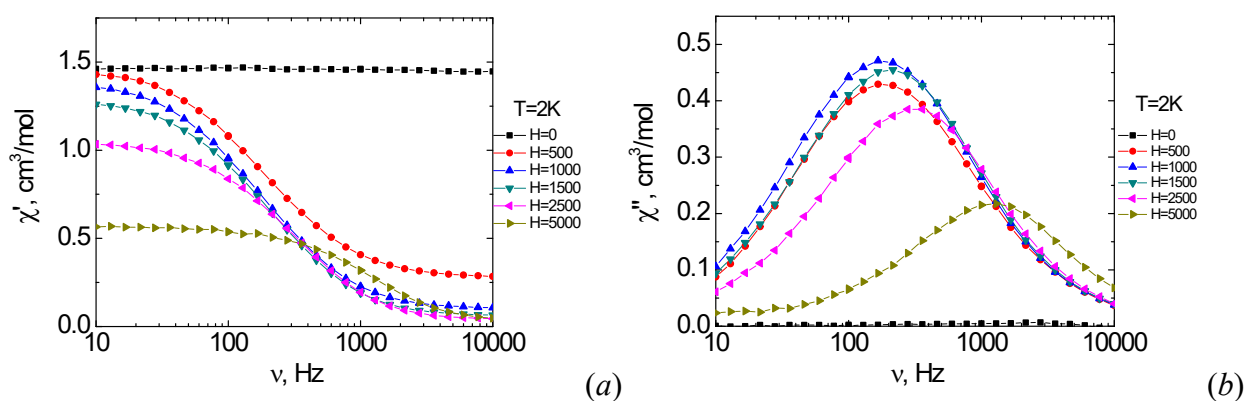 1.5
1.0
0.5
0.0
χ', cm³/mol
10 100 1000 10000
ν, Hz
T=2K
H=0
H=500
H=1000
H=1500
H=2500
H=5000
(a)
0.5
0.4
0.3
0.2
0.1
0.0
χ'', cm³/mol
10 100 1000 10000
ν, Hz
T=2K
H=0
H=500
H=1000
H=1500
H=2500
H=5000
(b)